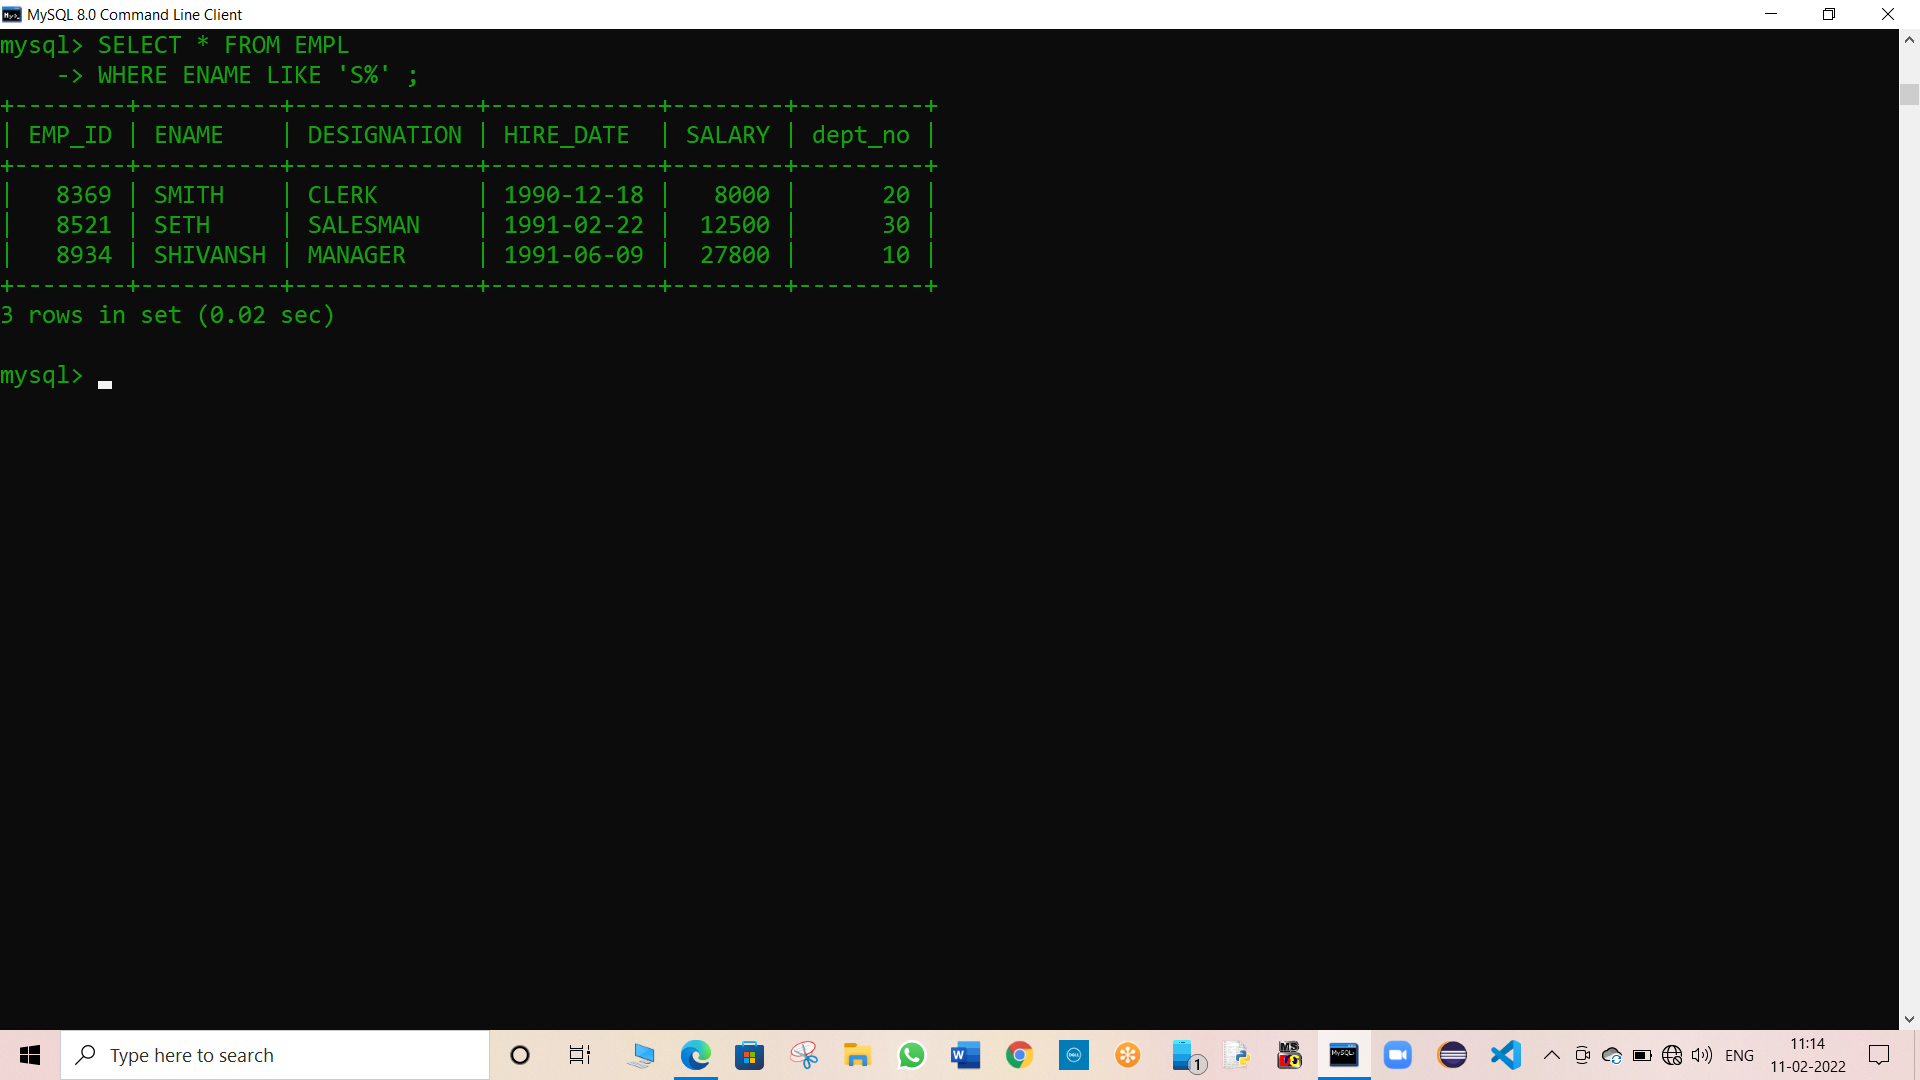 MySQL 8.0 Command Line Client
mysql> SELECT * FROM EMPL
    -> WHERE ENAME LIKE 'S%' ;
+--------+----------+-------------+------------+--------+---------+
| EMP_ID | ENAME    | DESIGNATION | HIRE_DATE  | SALARY | dept_no |
+--------+----------+-------------+------------+--------+---------+
|   8369 | SMITH    | CLERK       | 1990-12-18 |   8000 |      20 |
|   8521 | SETH     | SALESMAN    | 1991-02-22 |  12500 |      30 |
|   8934 | SHIVANSH | MANAGER     | 1991-06-09 |  27800 |      10 |
+--------+----------+-------------+------------+--------+---------+
3 rows in set (0.02 sec)
mysql>
Type here to search
1
ENG
11:14
11-02-2022